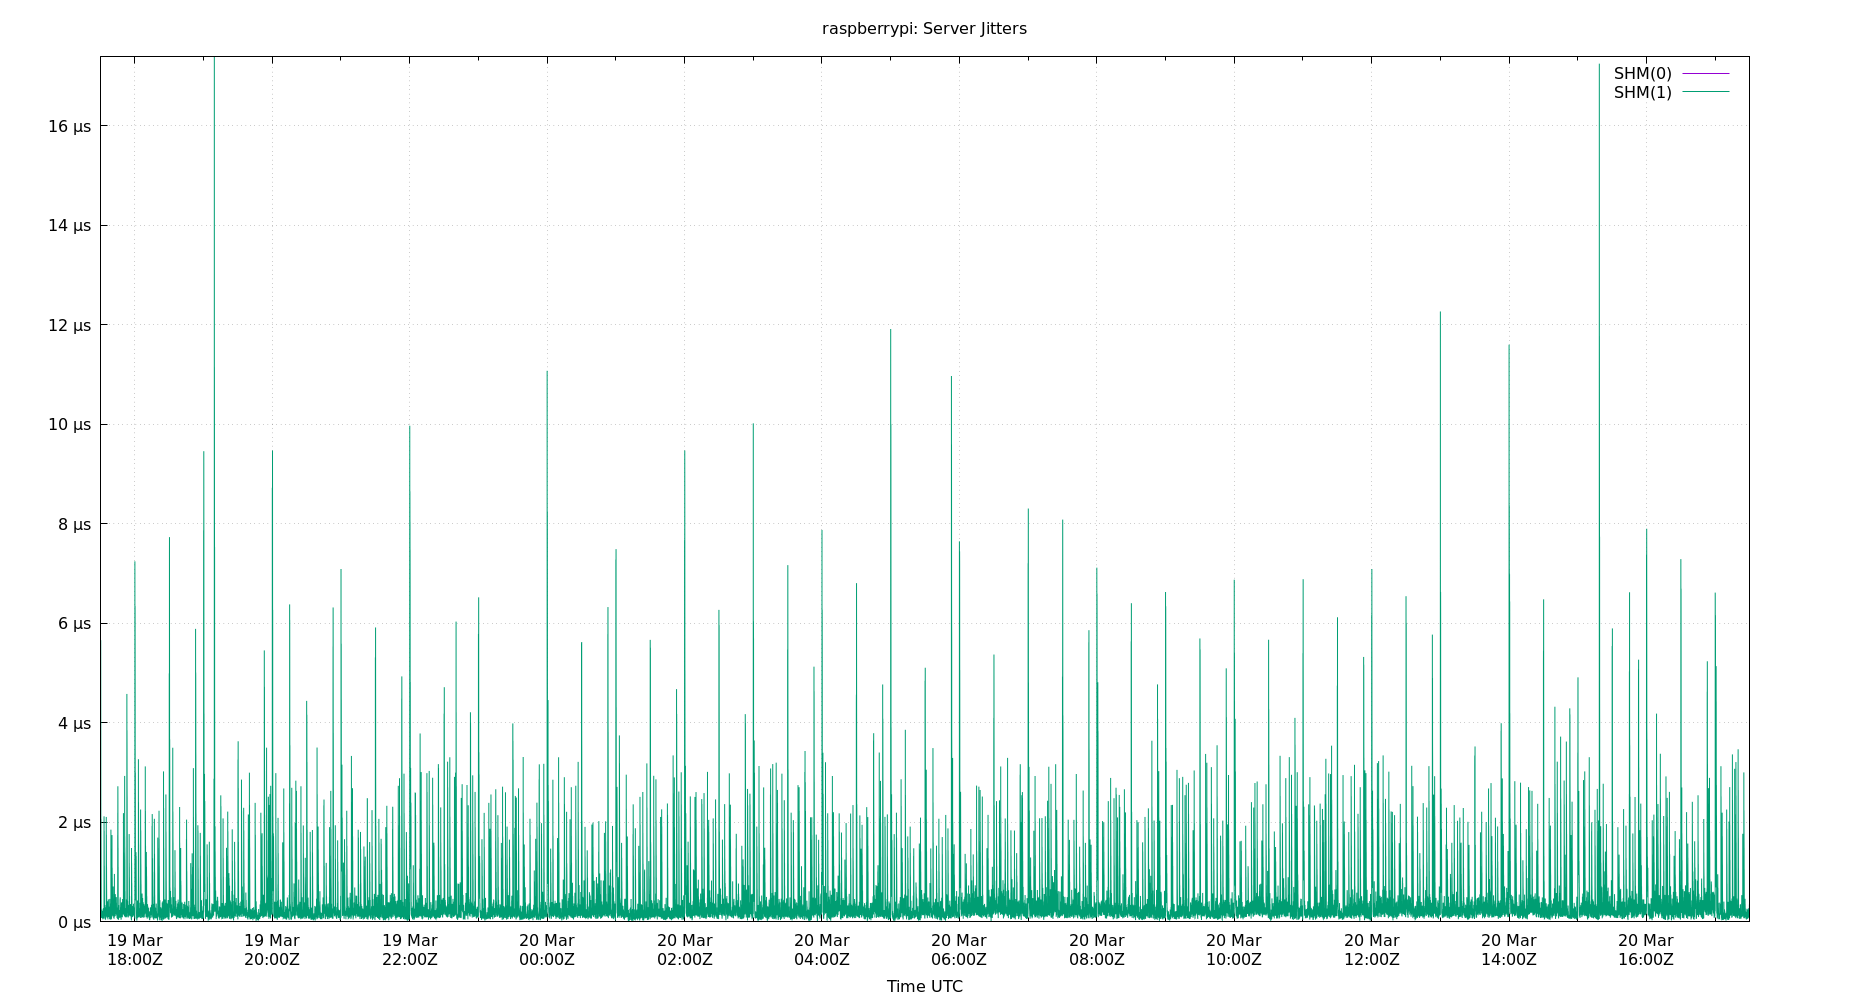 raspberrypi: Server Jitters
SHM(0)
SHM(1)
16 µs
14 µs
12 µs
10 µs
8 µs
6 µs
4 µs
2 µs
0 µs
19 Mar 19 Mar 19 Mar 20 Mar 20 Mar 20 Mar 20 Mar 20 Mar 20 Mar 20 Mar 20 Mar 20 Mar
18:00Z 20:00Z 22:00Z 00:00Z 02:00Z 04:00Z 06:00Z 08:00Z 10:00Z 12:00Z 14:00Z 16:00Z
Time UTC